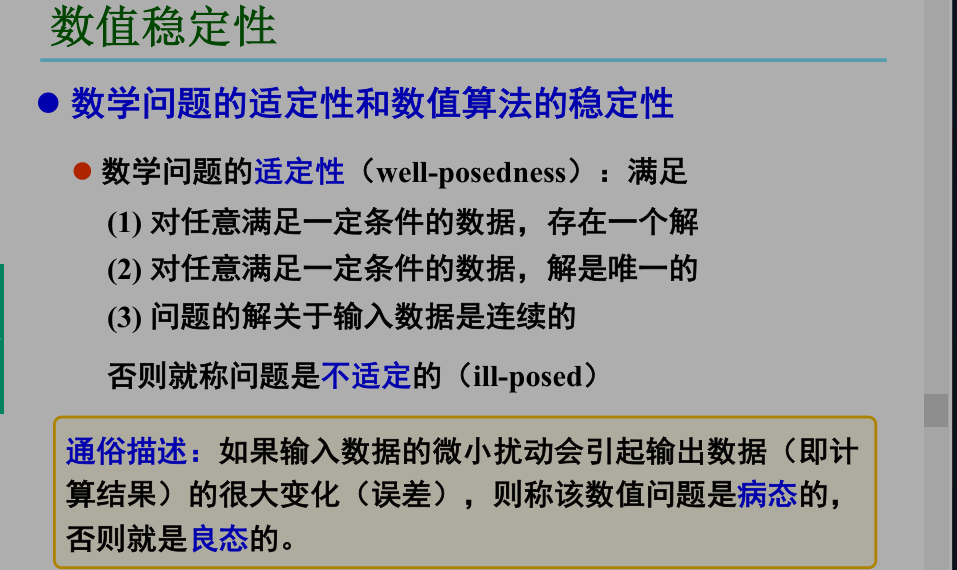 数值稳定性
数学问题的适定性和数值算法的稳定性
数学问题的适定性（well-posedness）：满足
(1) 对任意满足一定条件的数据，存在一个解
(2) 对任意满足一定条件的数据，解是唯一的
(3) 问题的解关于输入数据是连续的
否则就称问题是不适定的（ill-posed）
通俗描述：如果输入数据的微小扰动会引起输出数据（即计
算结果）的很大变化（误差），则称该数值问题是病态的，
否则就是良态的。